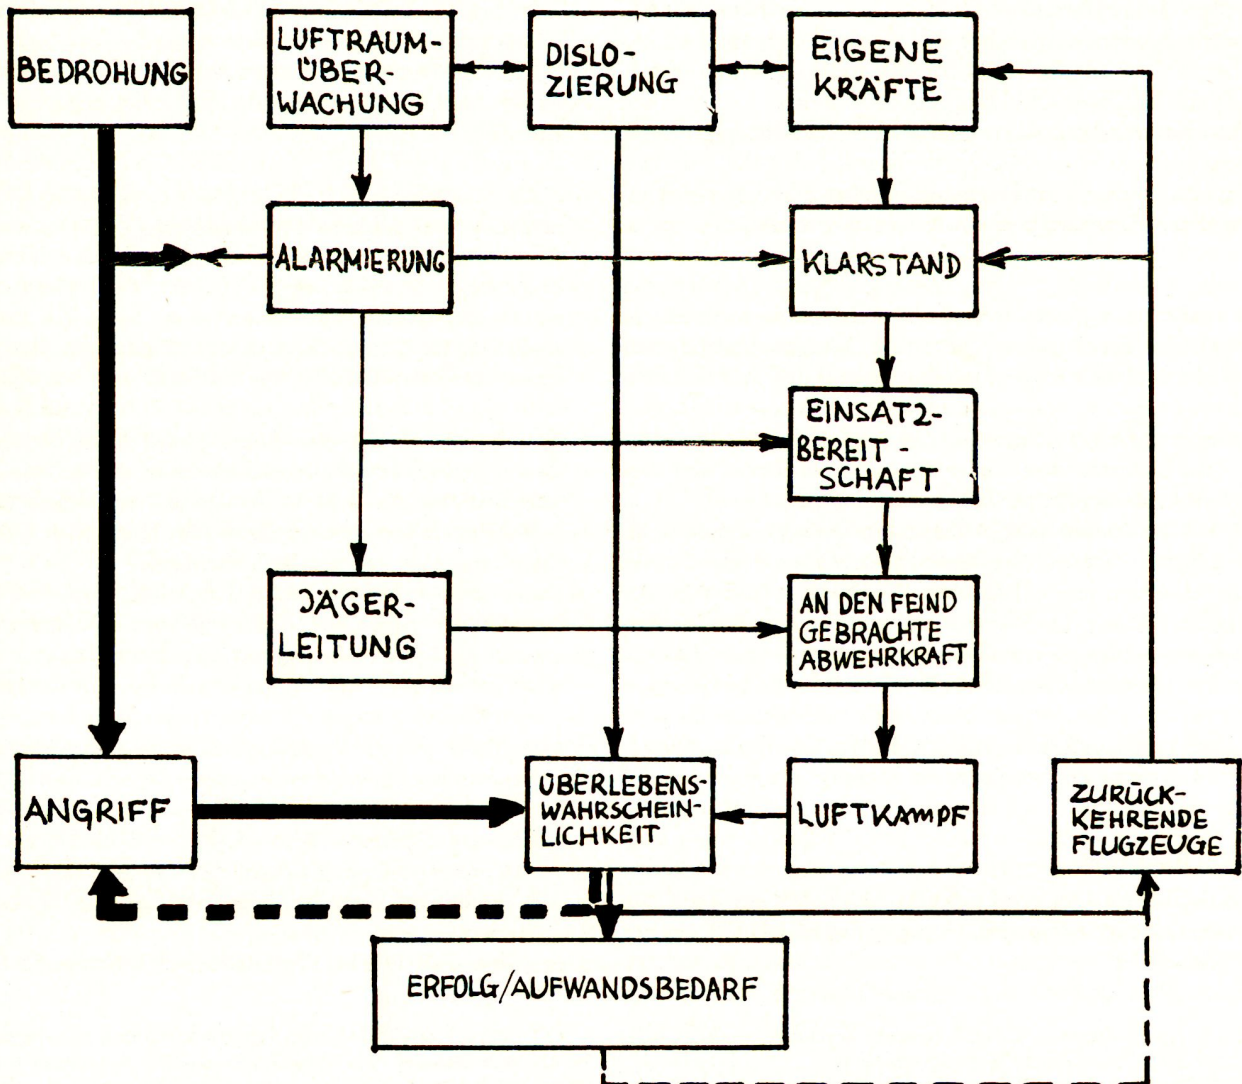 BEDROHUNG
LUFTRAUM-
ÜBER-
WACHUNG
DISLO-
ZIERUNG
EIGENE
KRÄFTE
ALARMIERUNG
KLARSTAND
EINSATZ-
BEREIT-
SCHAFT
JÄGER-
LEITUNG
AN DEN FEIND
GEBRACHTE
ABWEHRKRAFT
ANGRIFF
ÜBERLEBENS-
WAHRSCHEIN-
LICHKEIT
LUFTKAMPF
ZURÜCK-
KEHRENDE
FLUGZEUGE
ERFOLG/AUFWANDSBEDARF